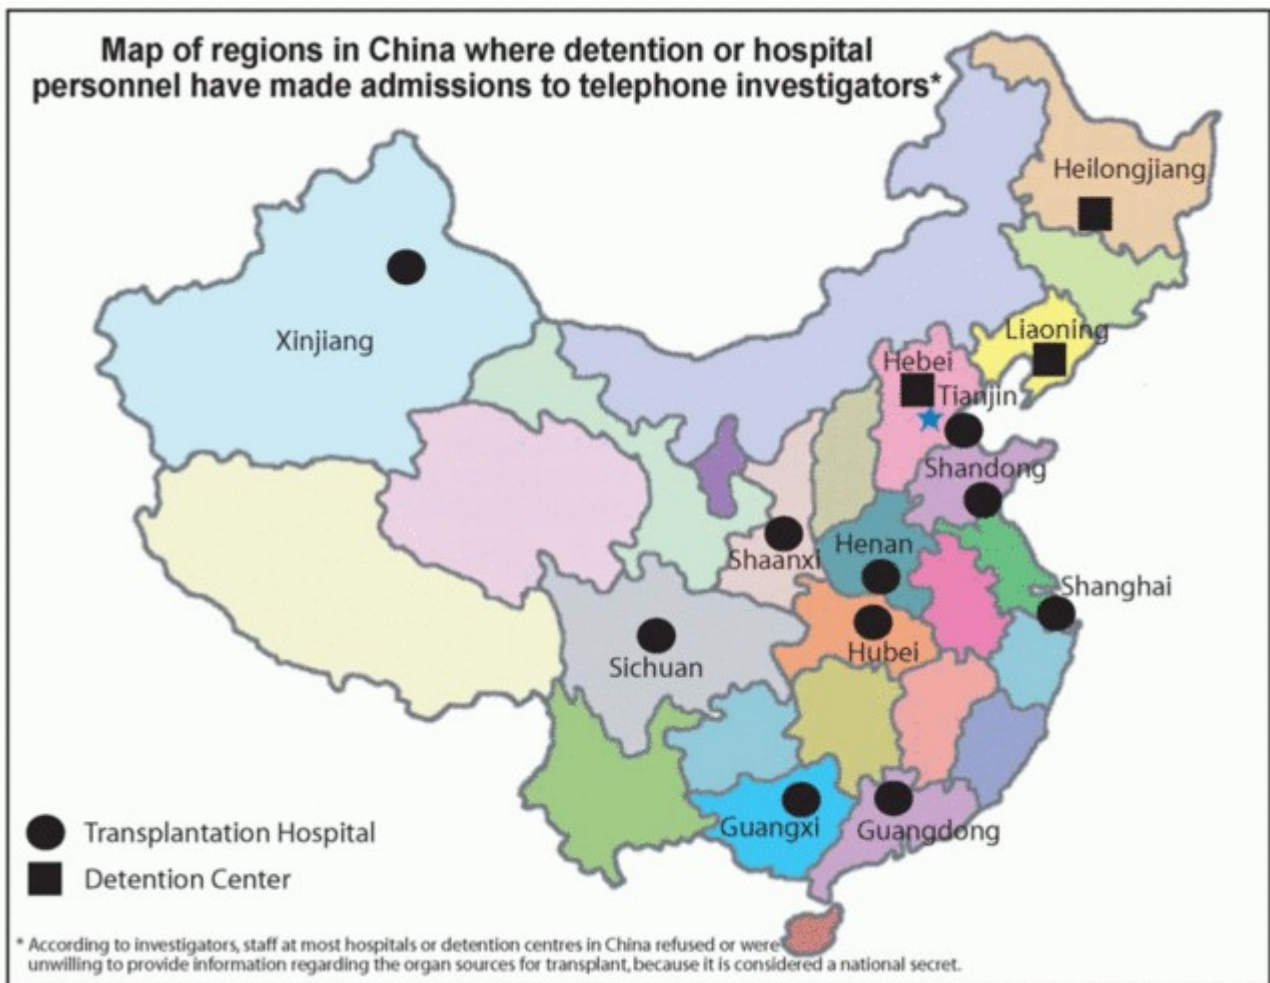 Map of regions in China where detention or hospital
personnel have made admissions to telephone investigators*
Heilongjiang
Xinjiang
Liaoning
Hebei
Tianjin
Shandong
Shaanxi
Henan
Shanghai
Hubei
Sichuan
Guangxi
Guangdong
Transplantation Hospital
Detention Center
* According to investigators, staff at most hospitals or detention centres in China refused or were
unwilling to provide information regarding the organ sources for transplant, because it is considered a national secret.